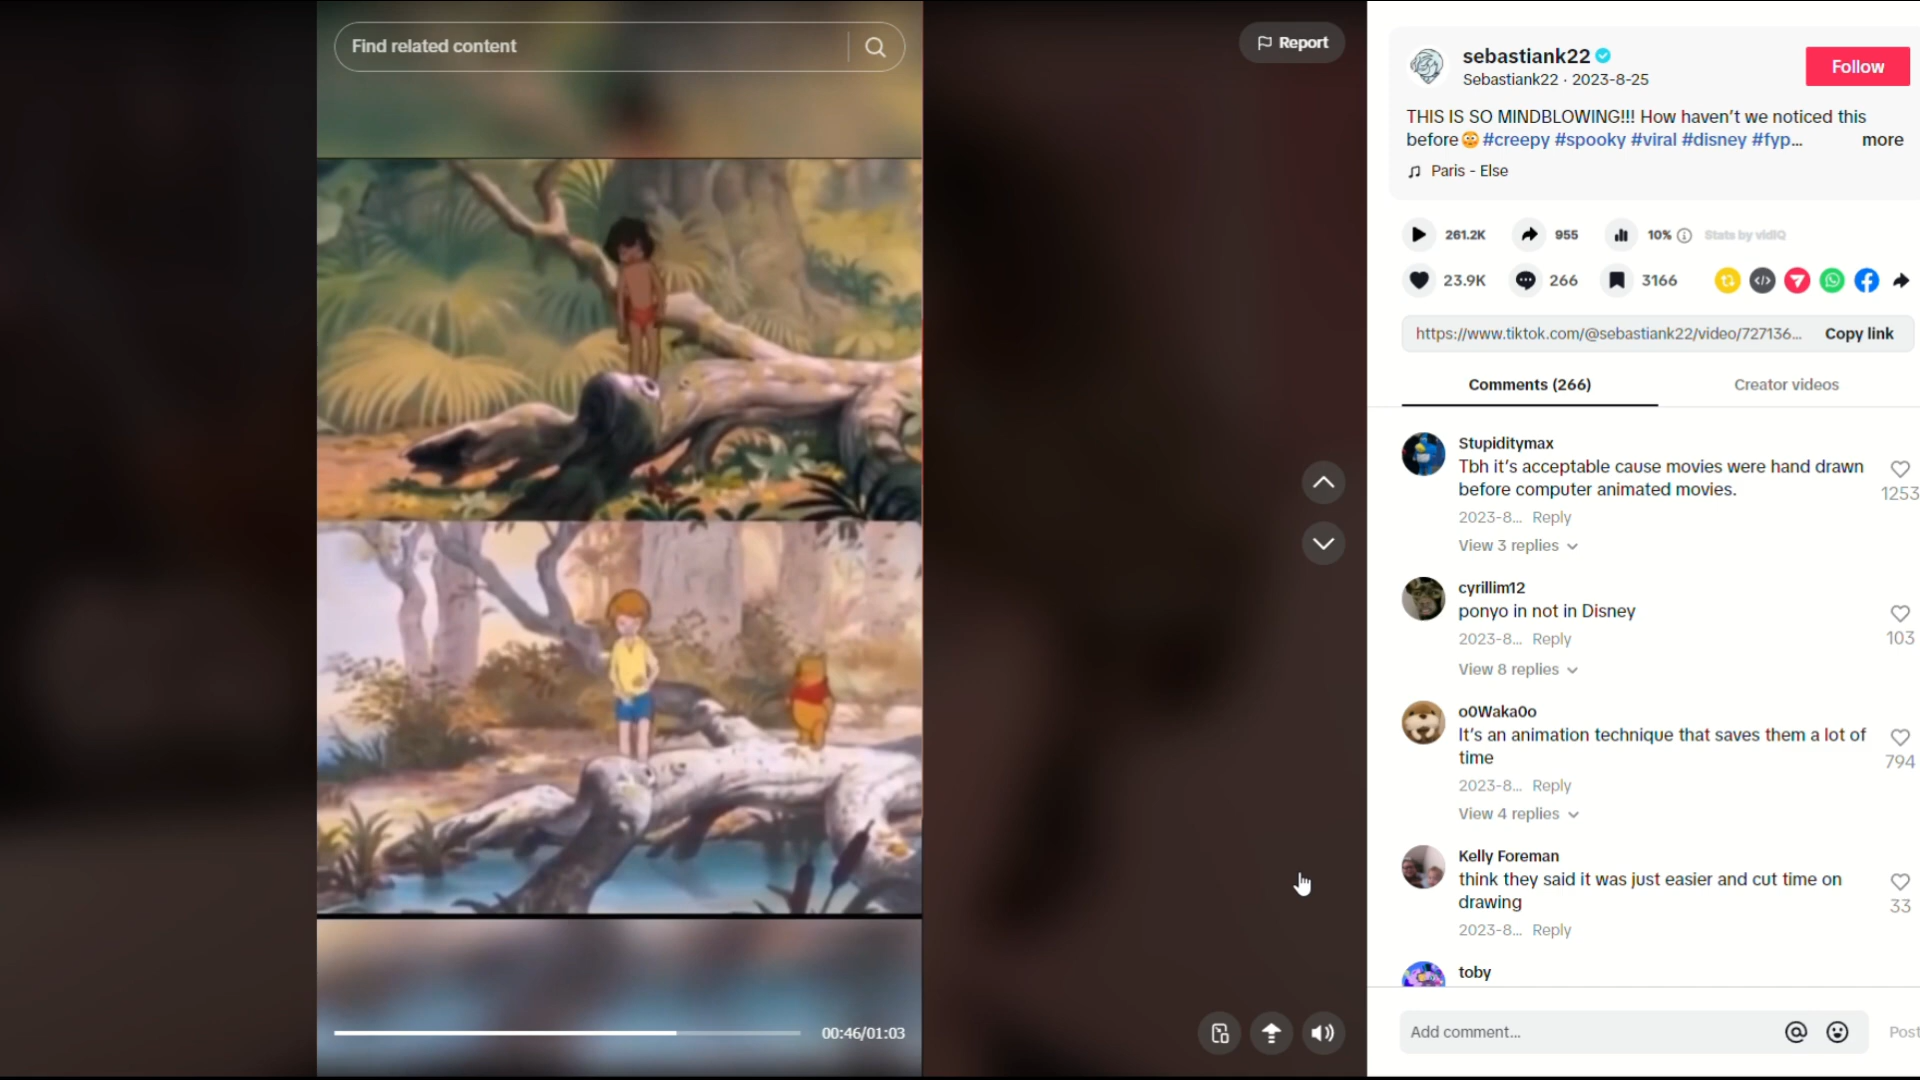 Find related content
Report
sebastiank22
Sebastiank22 · 2023-8-25
Follow
THIS IS SO MINDBLOWING!!! How haven't we noticed this
before😳 #creepy #spooky #viral #disney #fyp...
more
Paris - Else
261.2K
955
10%
Stats by vidIQ
23.9K
266
3166
https://www.tiktok.com/@sebastiank22/video/727136...
Copy link
Comments (266)
Creator videos
Stupiditymax
Tbh it's acceptable cause movies were hand drawn
before computer animated movies.
1253
2023-8... Reply
View 3 replies
cyrillim12
ponyo in not in Disney
103
2023-8... Reply
View 8 replies
o0Waka0o
It's an animation technique that saves them a lot of
time
794
2023-8... Reply
View 4 replies
Kelly Foreman
think they said it was just easier and cut time on
drawing
33
2023-8... Reply
toby
00:46/01:03
Add comment...
Post